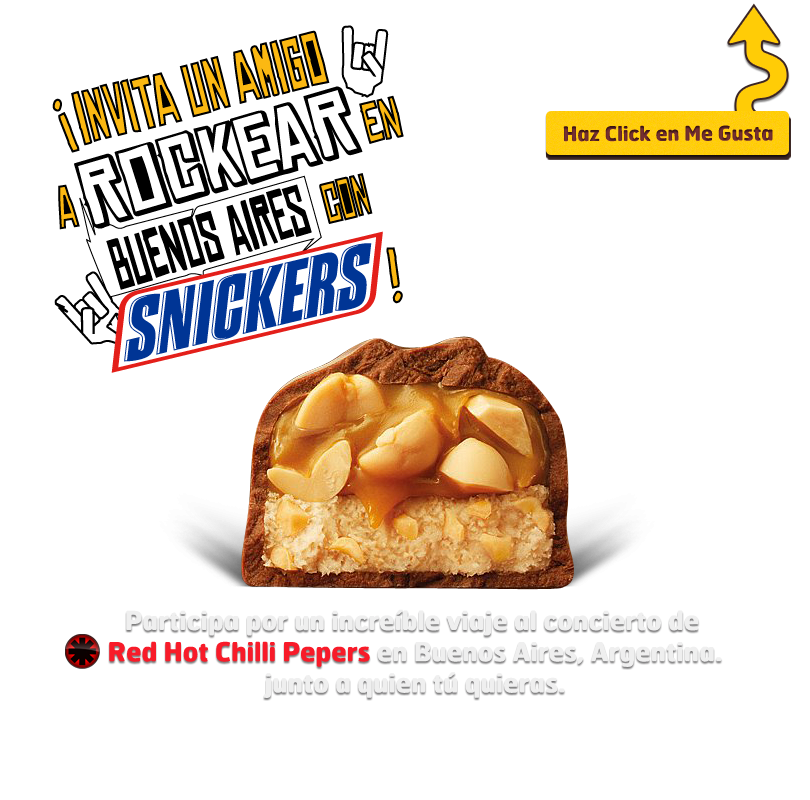 ¡INVITA UN AMIGO
A ROCKEAR EN
BUENOS AIRES CON
SNICKERS!
Haz Click en Me Gusta
Participa por un increíble viaje al concierto de
Red Hot Chilli Pepers en Buenos Aires, Argentina.
junto a quien tú quieras.